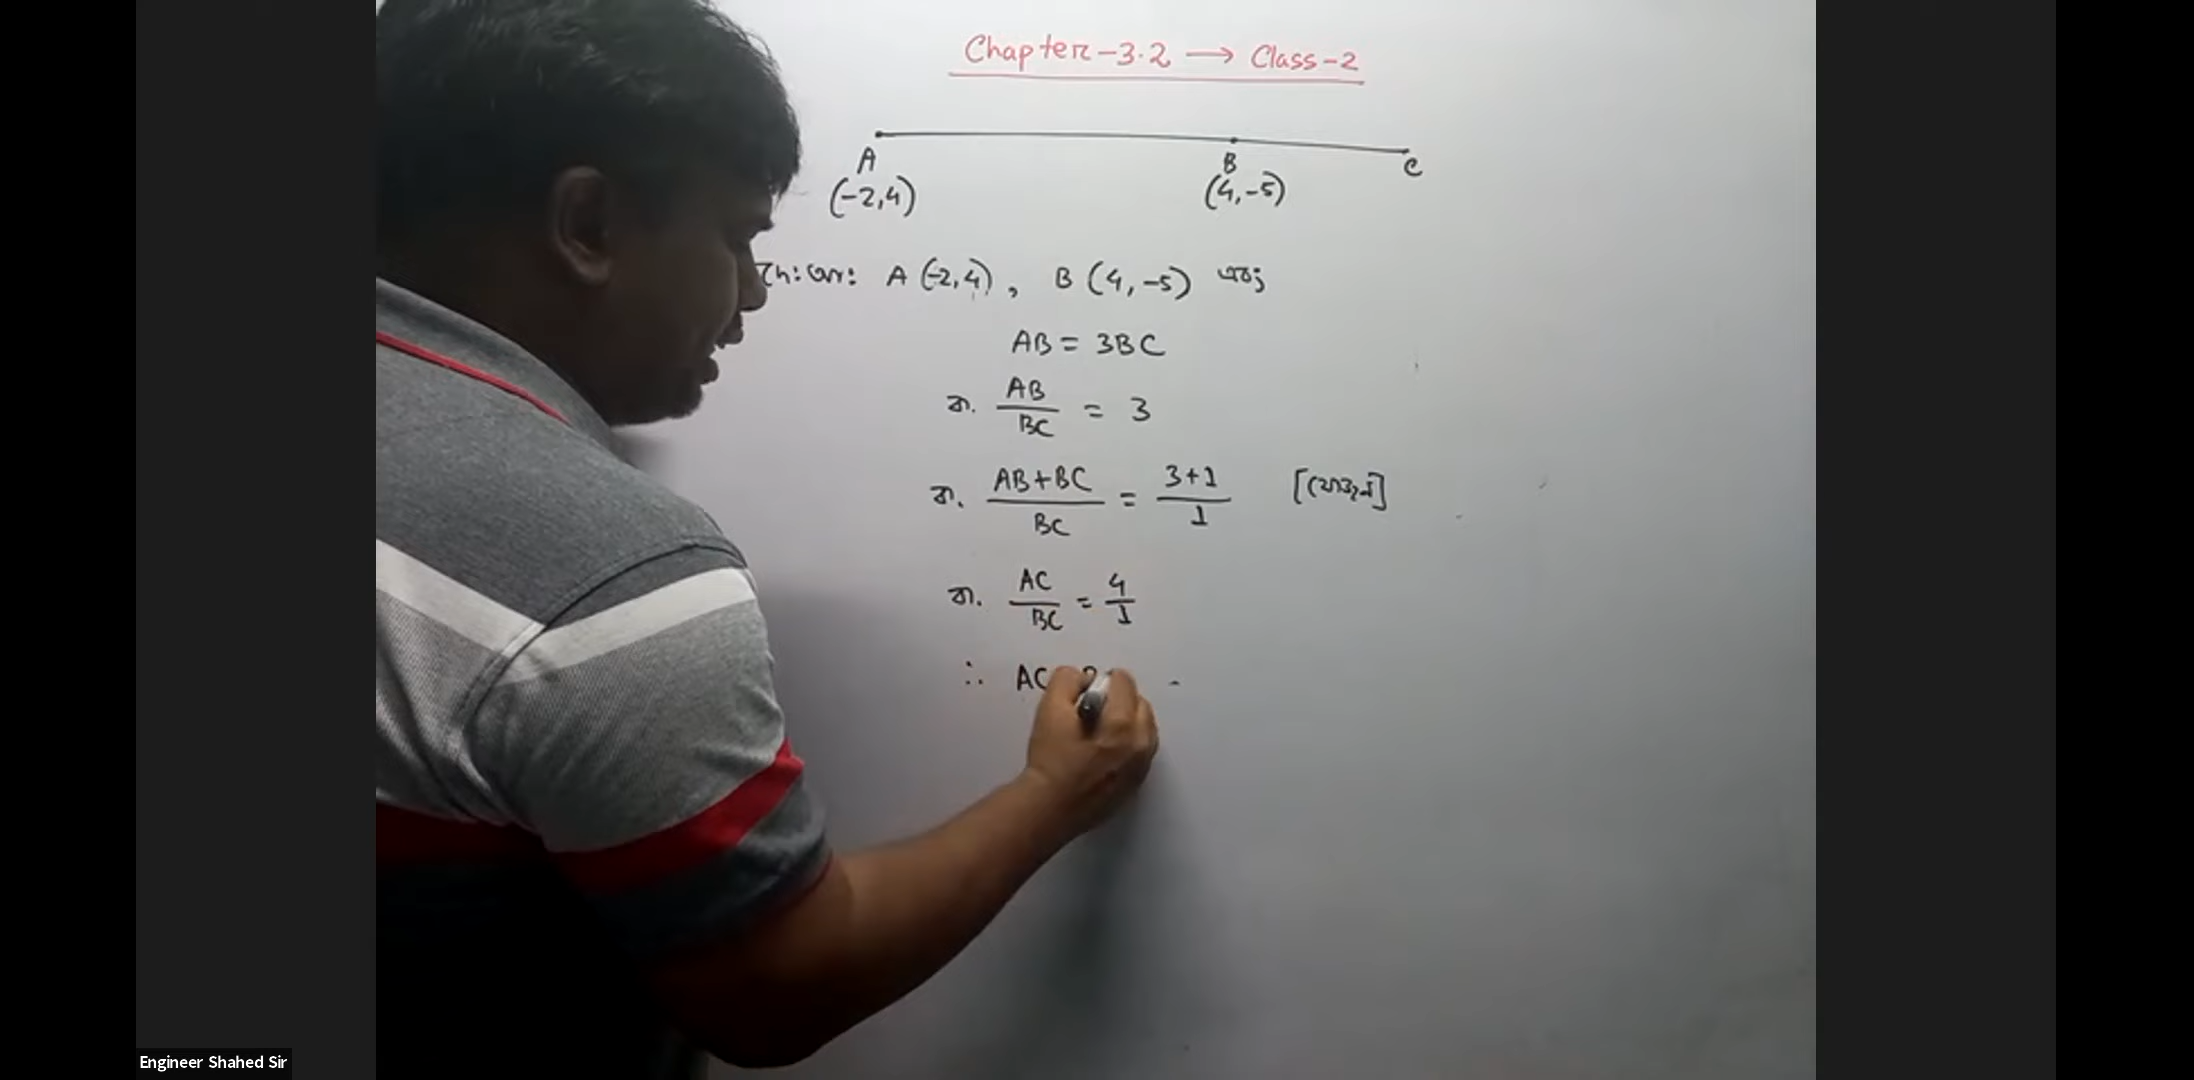 Chapter-3.2 → Class-2
A B C
(-2,4) (4,-5)
A (-2,4), B (4,-5) এবং
AB = 3BC
বা, AB/BC = 3
বা, AB+BC/BC = 3+1/1 [যোজন]
বা, AC/BC = 4/1
∴ AC
Engineer Shahed Sir